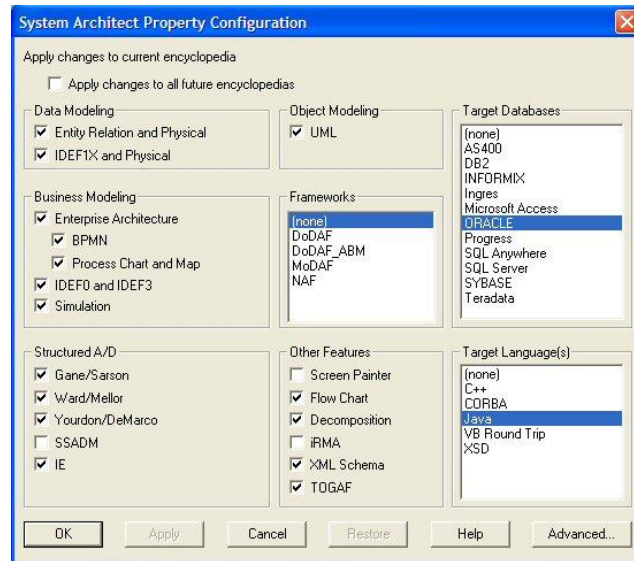 System Architect Property Configuration
Apply changes to current encyclopedia
Apply changes to all future encyclopedias
Data Modeling
Entity Relation and Physical
IDEF1X and Physical
Object Modeling
UML
Target Databases
(none)
AS400
DB2
INFORMIX
Ingres
Microsoft Access
ORACLE
Progress
SQL Anywhere
SQL Server
SYBASE
Teradata
Business Modeling
Enterprise Architecture
BPMN
Process Chart and Map
IDEF0 and IDEF3
Simulation
Frameworks
(none)
DoDAF
DoDAF_ABM
MoDAF
NAF
Structured A/D
Gane/Sarson
Ward/Mellor
Yourdon/DeMarco
SSADM
IE
Other Features
Screen Painter
Flow Chart
Decomposition
iRMA
XML Schema
TOGAF
Target Language(s)
(none)
C++
CORBA
Java
VB Round Trip
XSD
OK
Apply
Cancel
Restore
Help
Advanced...